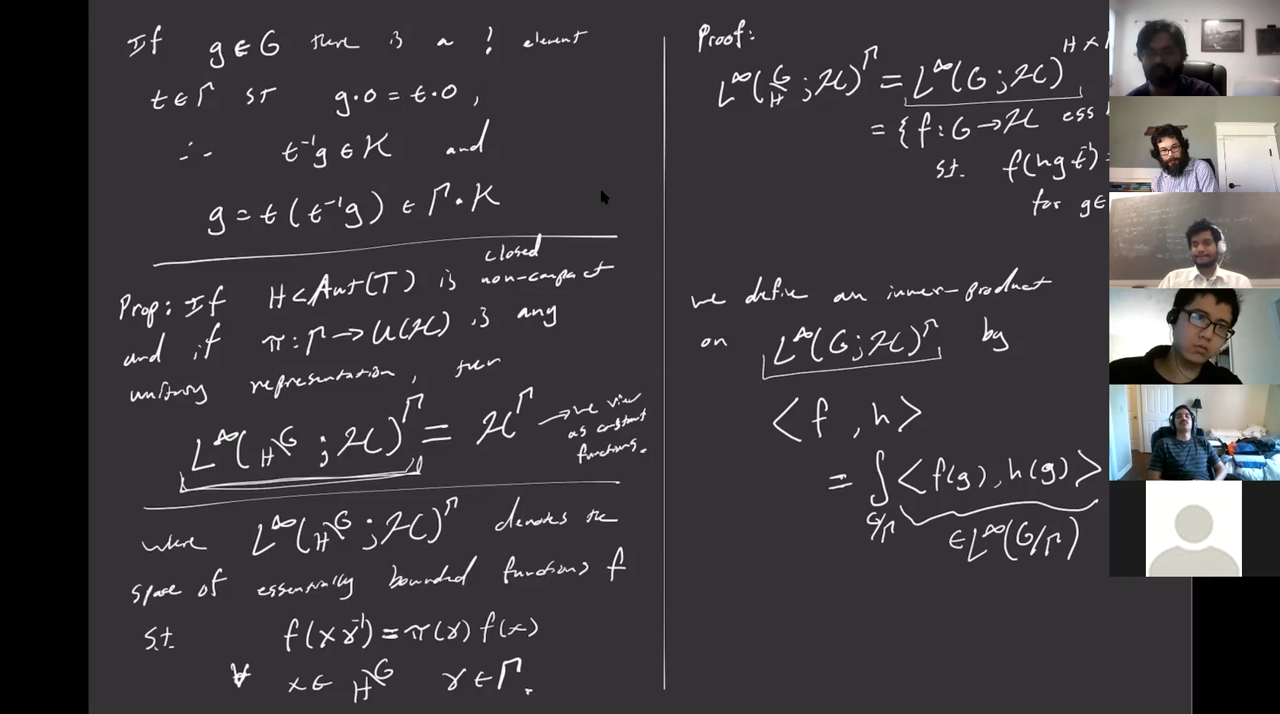 If g ∈ G there is a ! element
t ∈ Γ st g·o = t·o ,
∴ t⁻¹g ∈ K and
g = t(t⁻¹g) ∈ Γ·K
Prop: If H < Aut(T) is closed non-compact
and if π: Γ → U(H) is any
unitary representation, then
L^∞(H\G ; H)^Γ = H^Γ → we view as constant functions.
where L^∞(H\G ; H)^Γ denotes the
space of essentially bounded functions f
s.t. f(xγ⁻¹) = π(γ) f(x)
∀ x ∈ H\G γ ∈ Γ.
Proof:
L^∞(H\G ; H)^Γ = L^∞(G ; H)^H×
= { f : G → H ess
s.t. f(hgt⁻¹) =
for g ∈
we define an inner-product
on L^∞(G ; H)^Γ by
< f , h >
= ∫_G/Γ < f(g), h(g) >
∈ L^∞(G/Γ)